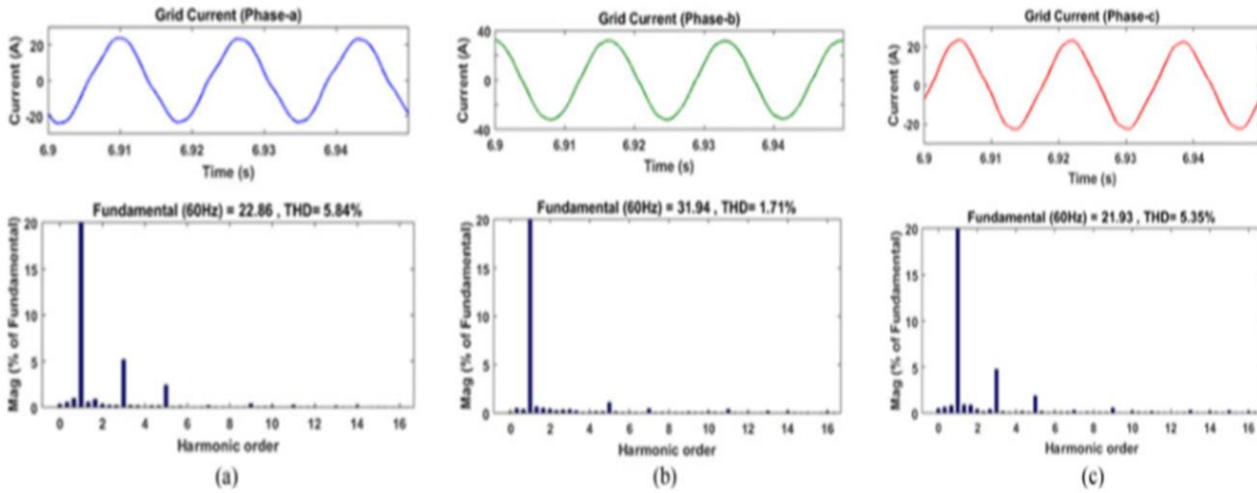 Grid Current (Phase-a)
Current (A)
20
0
-20
6.9 6.91 6.92 6.93 6.94
Time (s)
Fundamental (60Hz) = 22.86 , THD= 5.84%
Mag (% of Fundamental)
20
15
10
5
0
0 2 4 6 8 10 12 14 16
Harmonic order
(a)
Grid Current (Phase-b)
Current (A)
40
0
-40
6.9 6.91 6.92 6.93 6.94
Time (s)
Fundamental (60Hz) = 31.94 , THD= 1.71%
Mag (% of Fundamental)
20
15
10
5
0
0 2 4 6 8 10 12 14 16
Harmonic order
(b)
Grid Current (Phase-c)
Current (A)
20
0
-20
6.9 6.91 6.92 6.93 6.94
Time (s)
Fundamental (60Hz) = 21.93 , THD= 5.35%
Mag (% of Fundamental)
20
15
10
5
0
0 2 4 6 8 10 12 14 16
Harmonic order
(c)